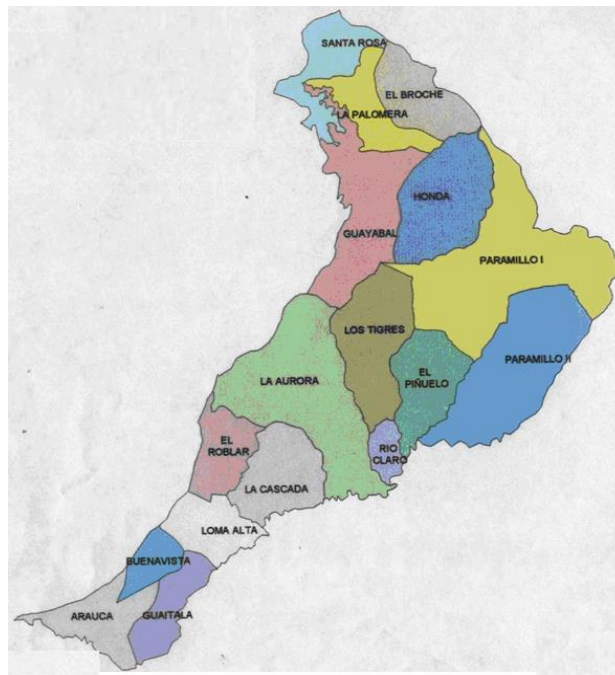 SANTA ROSA
EL BROCHE
LA PALOMERA
HONDA
GUAYABAL
PARAMILLO I
LOS TIGRES
PARAMILLO II
LA AURORA
EL
PIÑUELO
EL
ROBLAR
RIO
CLARO
LA CASCADA
LOMA ALTA
BUENAVISTA
ARAUCA
GUAITALA